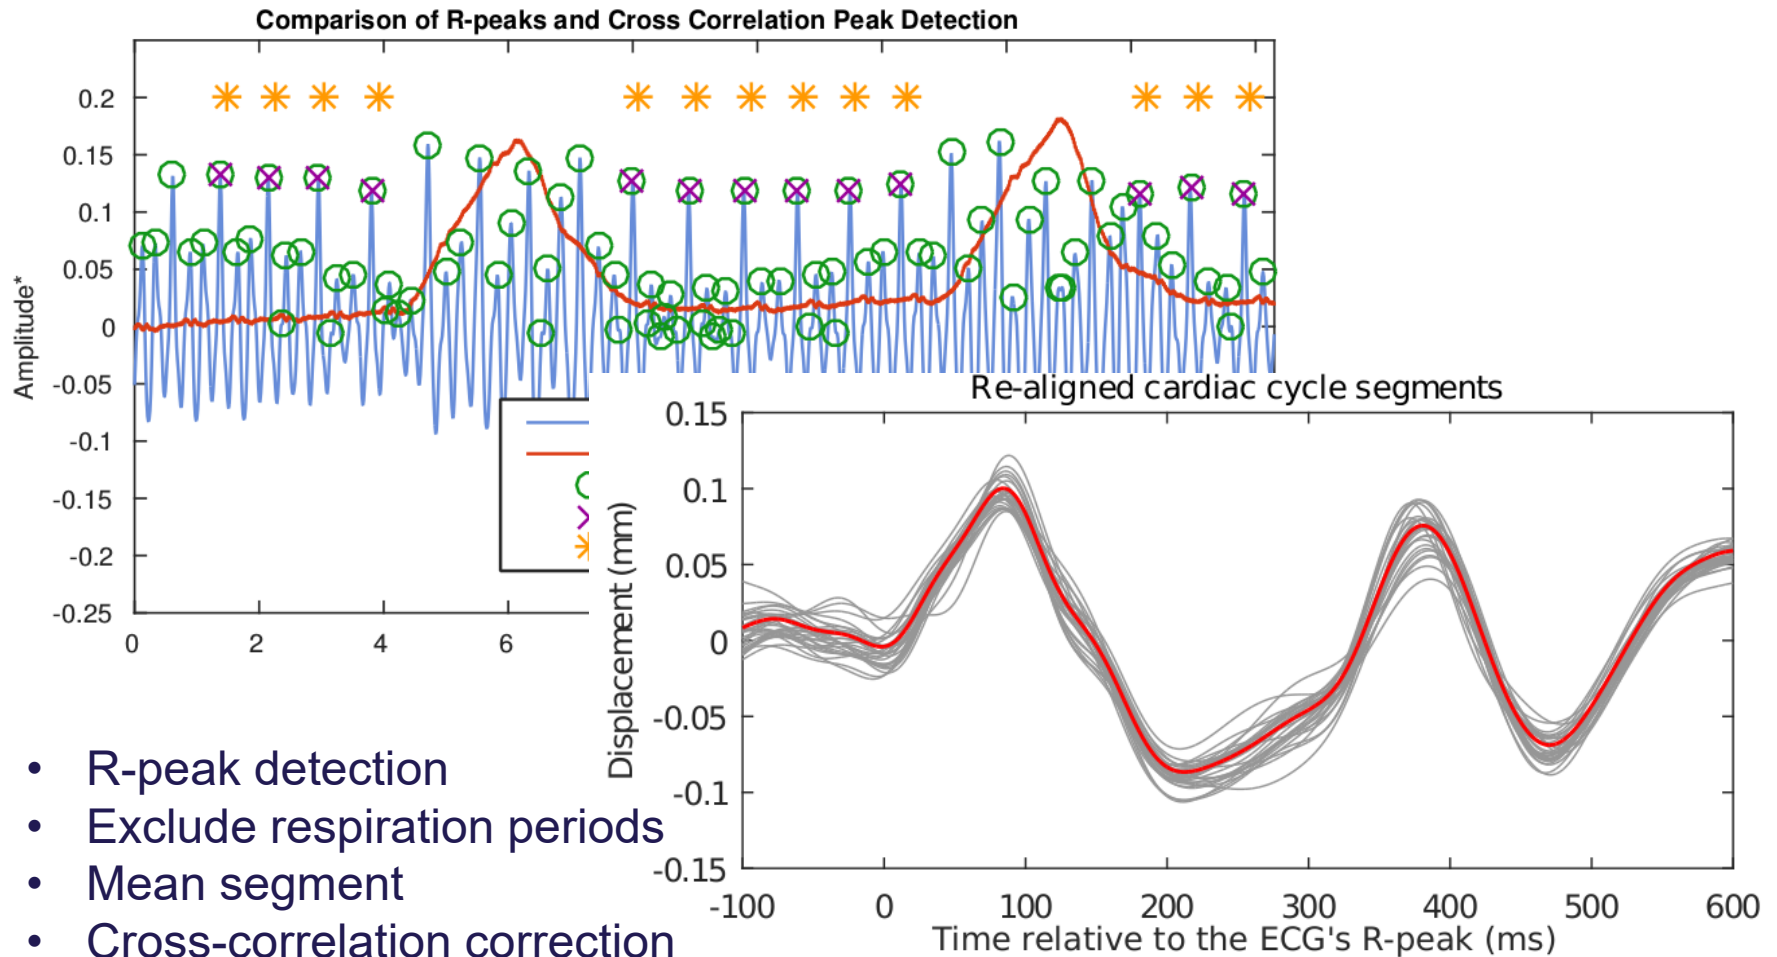 Comparison of R-peaks and Cross Correlation Peak Detection
Amplitude*
0.2
0.15
0.1
0.05
0
-0.05
-0.1
-0.15
-0.2
-0.25
0 2 4 6
Re-aligned cardiac cycle segments
Displacement (mm)
0.15
0.1
0.05
0
-0.05
-0.1
-0.15
-100 0 100 200 300 400 500 600
Time relative to the ECG's R-peak (ms)
• R-peak detection
• Exclude respiration periods
• Mean segment
• Cross-correlation correction